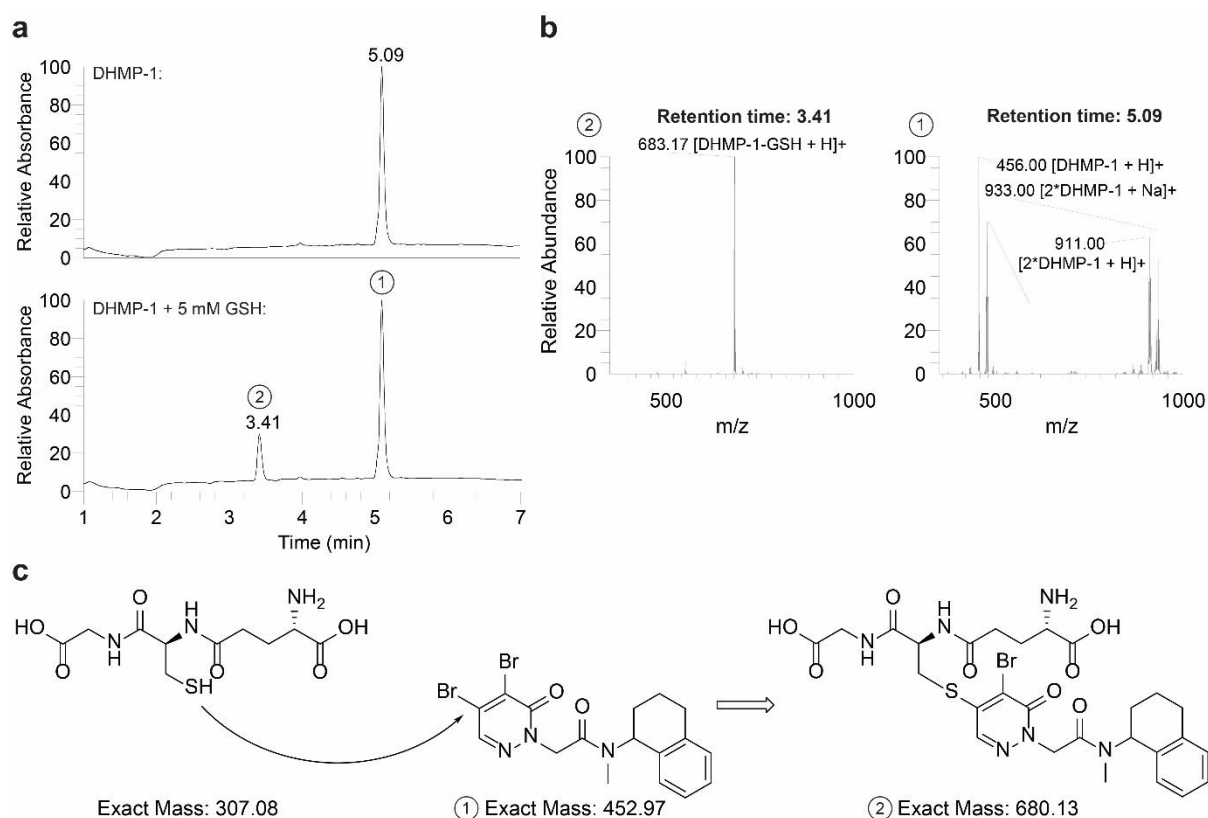 a
DHMP-1:
5.09
Relative Absorbance
100
80
60
40
20
0
DHMP-1 + 5 mM GSH:
1
2
3.41
Relative Absorbance
100
80
60
40
20
0
1 2 3 4 5 6 7
Time (min)
b
2
Retention time: 3.41
683.17 [DHMP-1-GSH + H]+
Relative Abundance
100
80
60
40
20
0
500 1000
m/z
1
Retention time: 5.09
456.00 [DHMP-1 + H]+
933.00 [2*DHMP-1 + Na]+
911.00
[2*DHMP-1 + H]+
100
80
60
40
20
0
500 1000
m/z
c
O H N NH2
HO N H O OH
O SH O O
Exact Mass: 307.08
Br
Br O O
N N N
1 Exact Mass: 452.97
O H N NH2
HO N H O Br OH
O S O O O
N N N
2 Exact Mass: 680.13